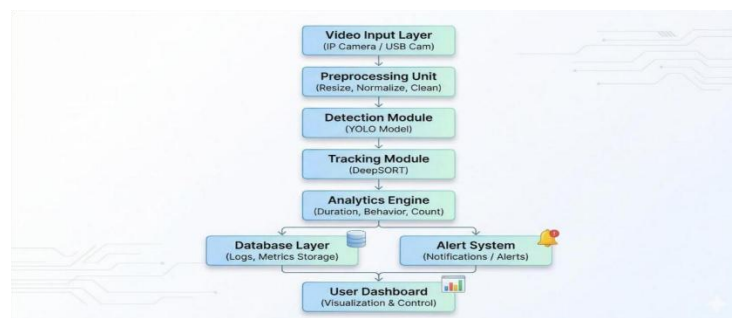 Video Input Layer
(IP Camera / USB Cam)
Preprocessing Unit
(Resize, Normalize, Clean)
Detection Module
(YOLO Model)
Tracking Module
(DeepSORT)
Analytics Engine
(Duration, Behavior, Count)
Database Layer
(Logs, Metrics Storage)
Alert System
(Notifications / Alerts)
User Dashboard
(Visualization & Control)